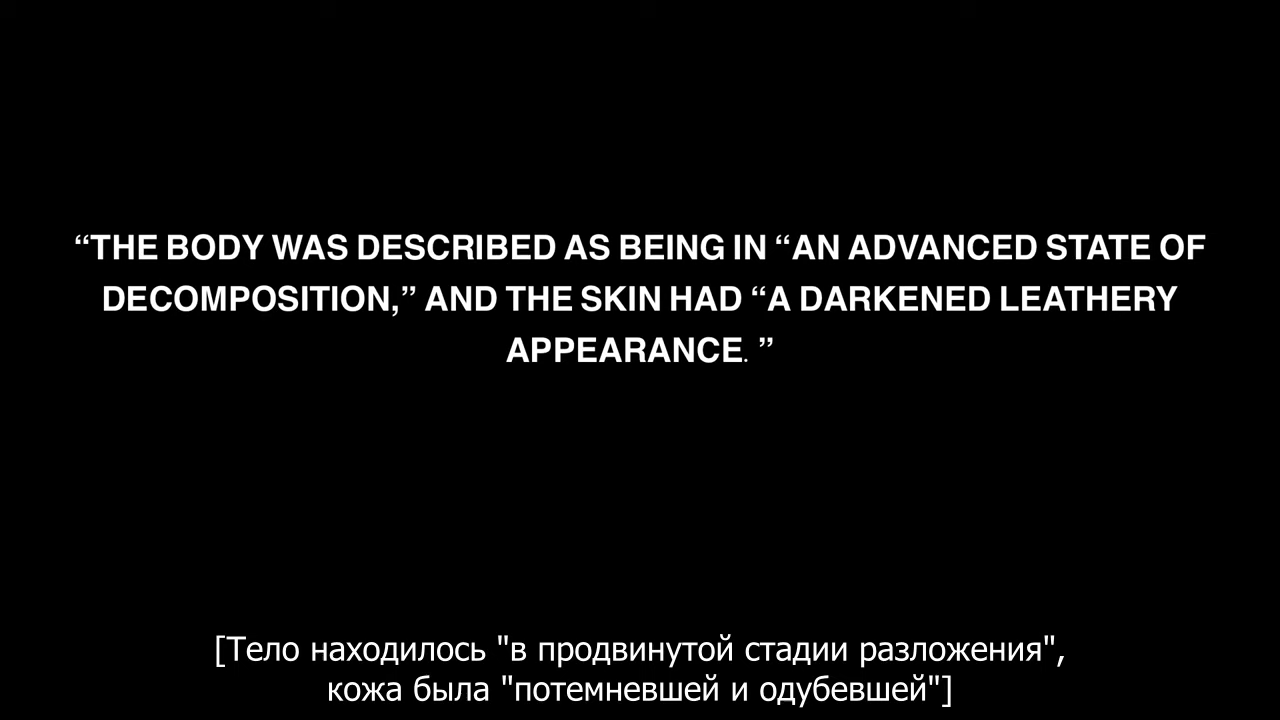 “THE BODY WAS DESCRIBED AS BEING IN “AN ADVANCED STATE OF
DECOMPOSITION,” AND THE SKIN HAD “A DARKENED LEATHERY
APPEARANCE. ”
[Тело находилось "в продвинутой стадии разложения",
кожа была "потемневшей и одубевшей"]